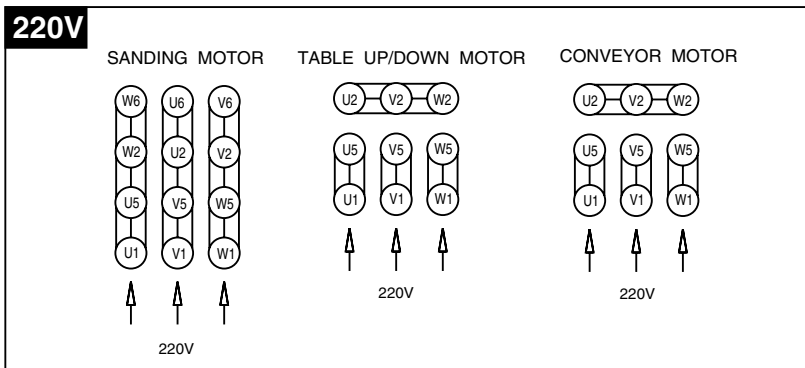 220V
SANDING MOTOR
W6 U6 V6
W2 U2 V2
U5 V5 W5
U1 V1 W1
220V
TABLE UP/DOWN MOTOR
U2 V2 W2
U5 V5 W5
U1 V1 W1
220V
CONVEYOR MOTOR
U2 V2 W2
U5 V5 W5
U1 V1 W1
220V